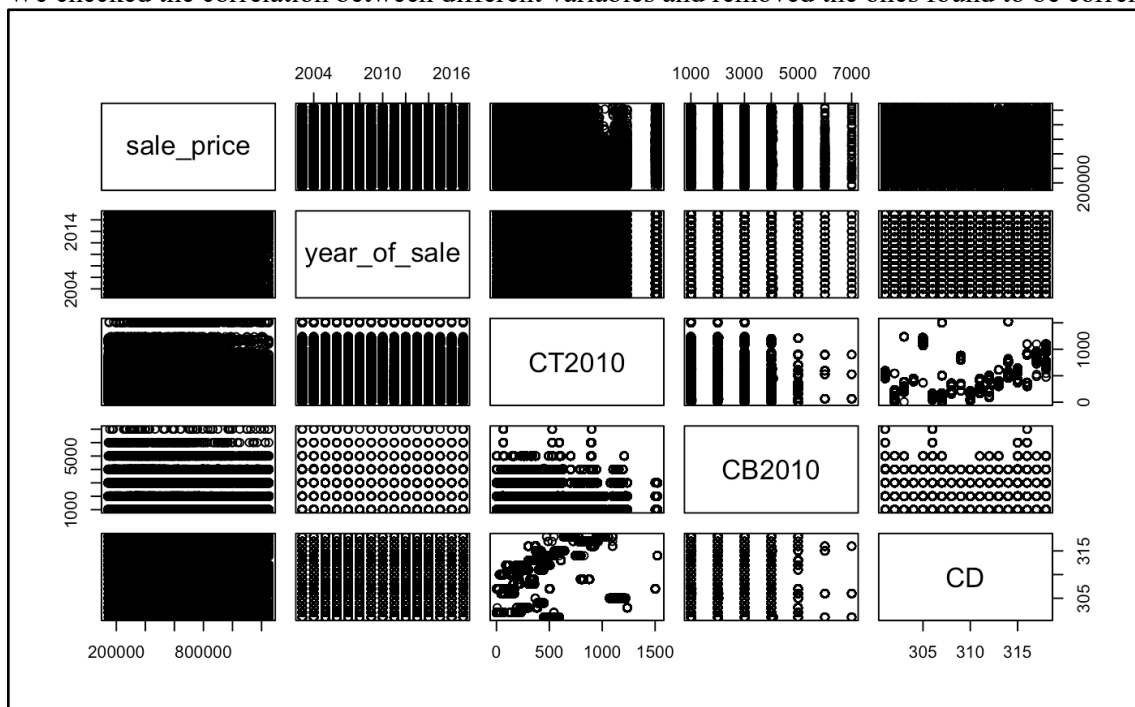 We checked the correlation between different variables and removed the ones found to be
2004 2010 2016 1000 3000 5000 7000
sale_price
200000
2004 2014
year_of_sale
CT2010
0 1000
1000 5000
CB2010
CD
305 315
200000 800000 0 500 1000 1500 305 310 315